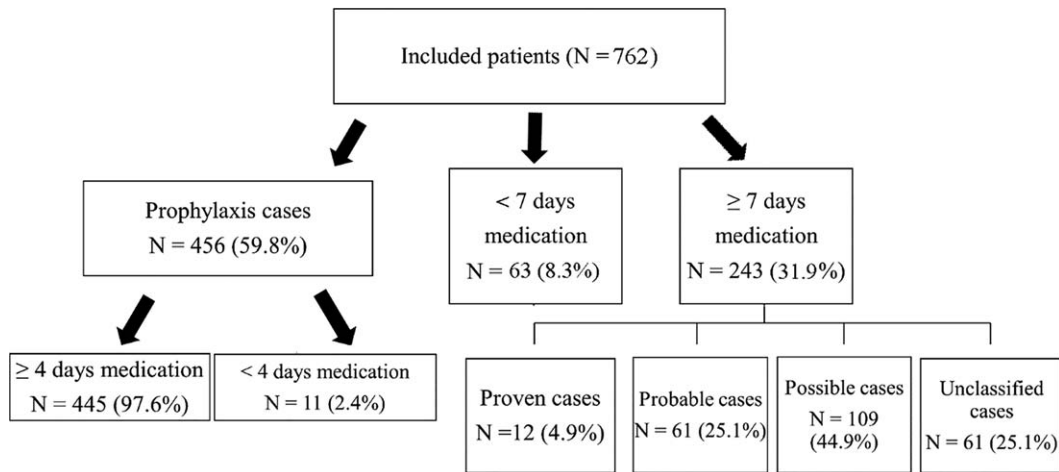 Included patients (N = 762)
Prophylaxis cases
N = 456 (59.8%)
< 7 days
medication
N = 63 (8.3%)
≥ 7 days
medication
N = 243 (31.9%)
≥ 4 days medication
N = 445 (97.6%)
< 4 days medication
N = 11 (2.4%)
Proven cases
N =12 (4.9%)
Probable cases
N = 61 (25.1%)
Possible cases
N = 109
(44.9%)
Unclassified
cases
N = 61 (25.1%)